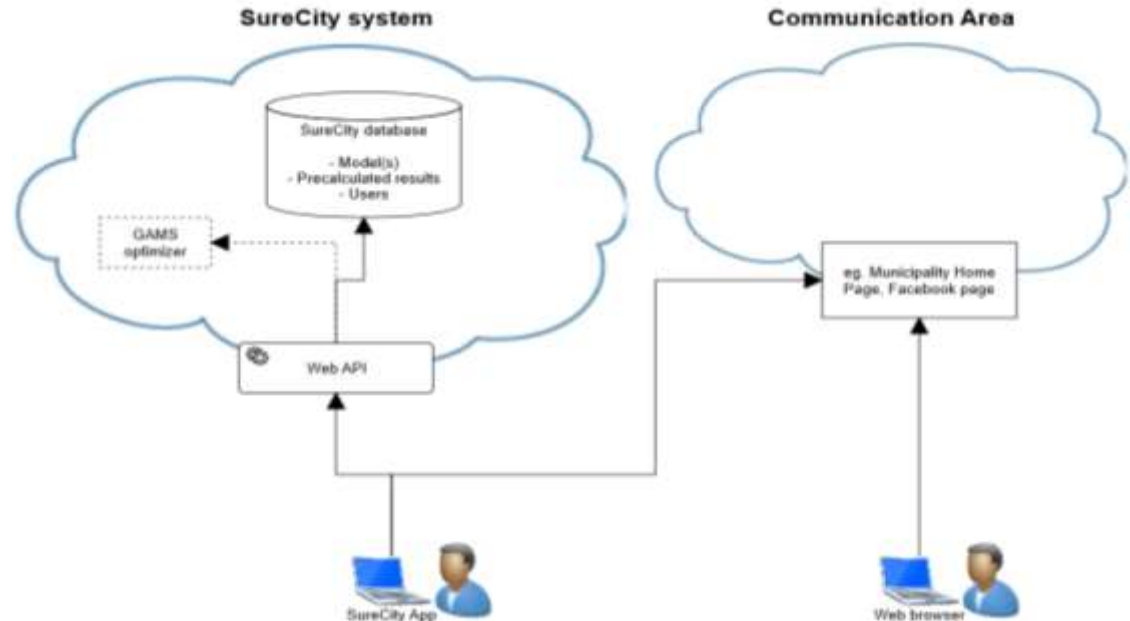 SureCity system
Communication Area
SureCity database
- Model(s)
- Precalculated results
- Users
GAMS
optimizer
eg. Municipality Home
Page, Facebook page
Web API
SureCity App
Web browser